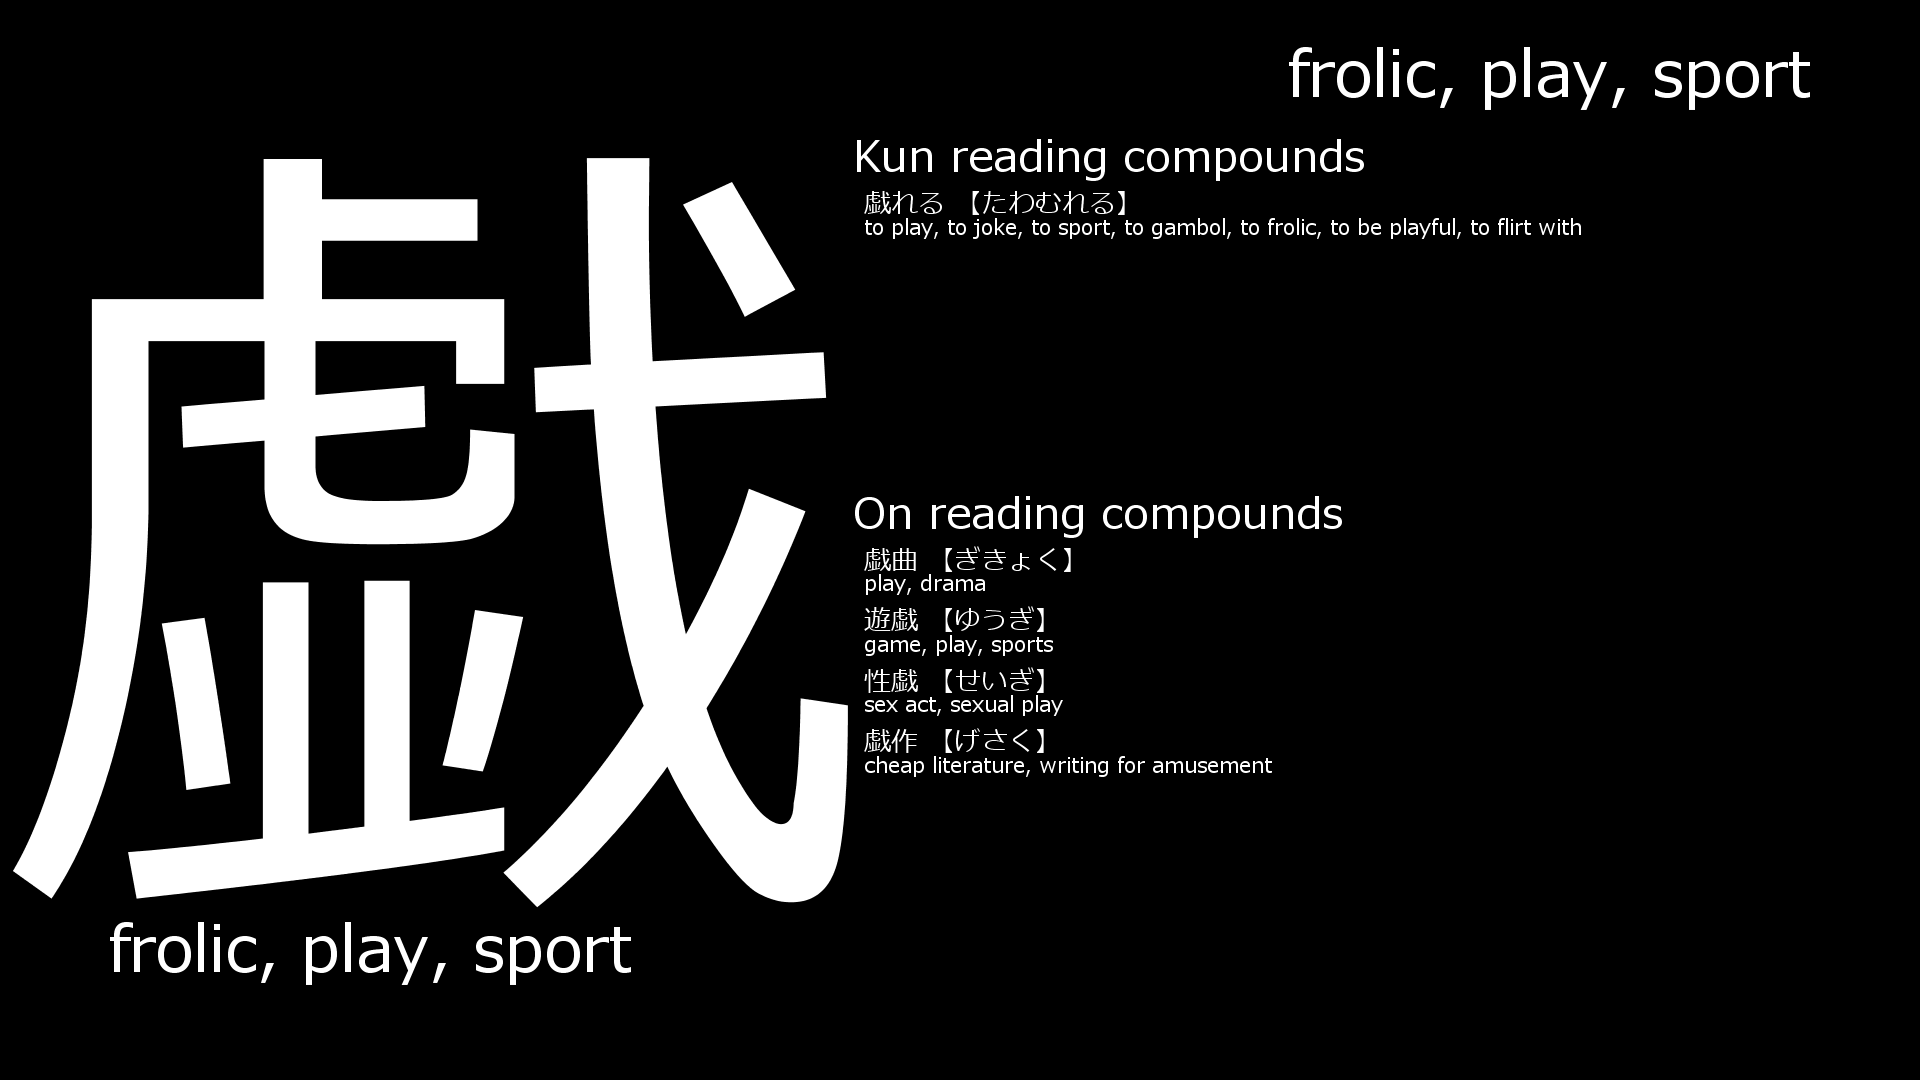 frolic, play, sport
戯
Kun reading compounds
戯れる 【たわむれる】
to play, to joke, to sport, to gambol, to frolic, to be playful, to flirt with
On reading compounds
戯曲 【ぎきょく】
play, drama
遊戯 【ゆうぎ】
game, play, sports
性戯 【せいぎ】
sex act, sexual play
戯作 【げさく】
cheap literature, writing for amusement
frolic, play, sport